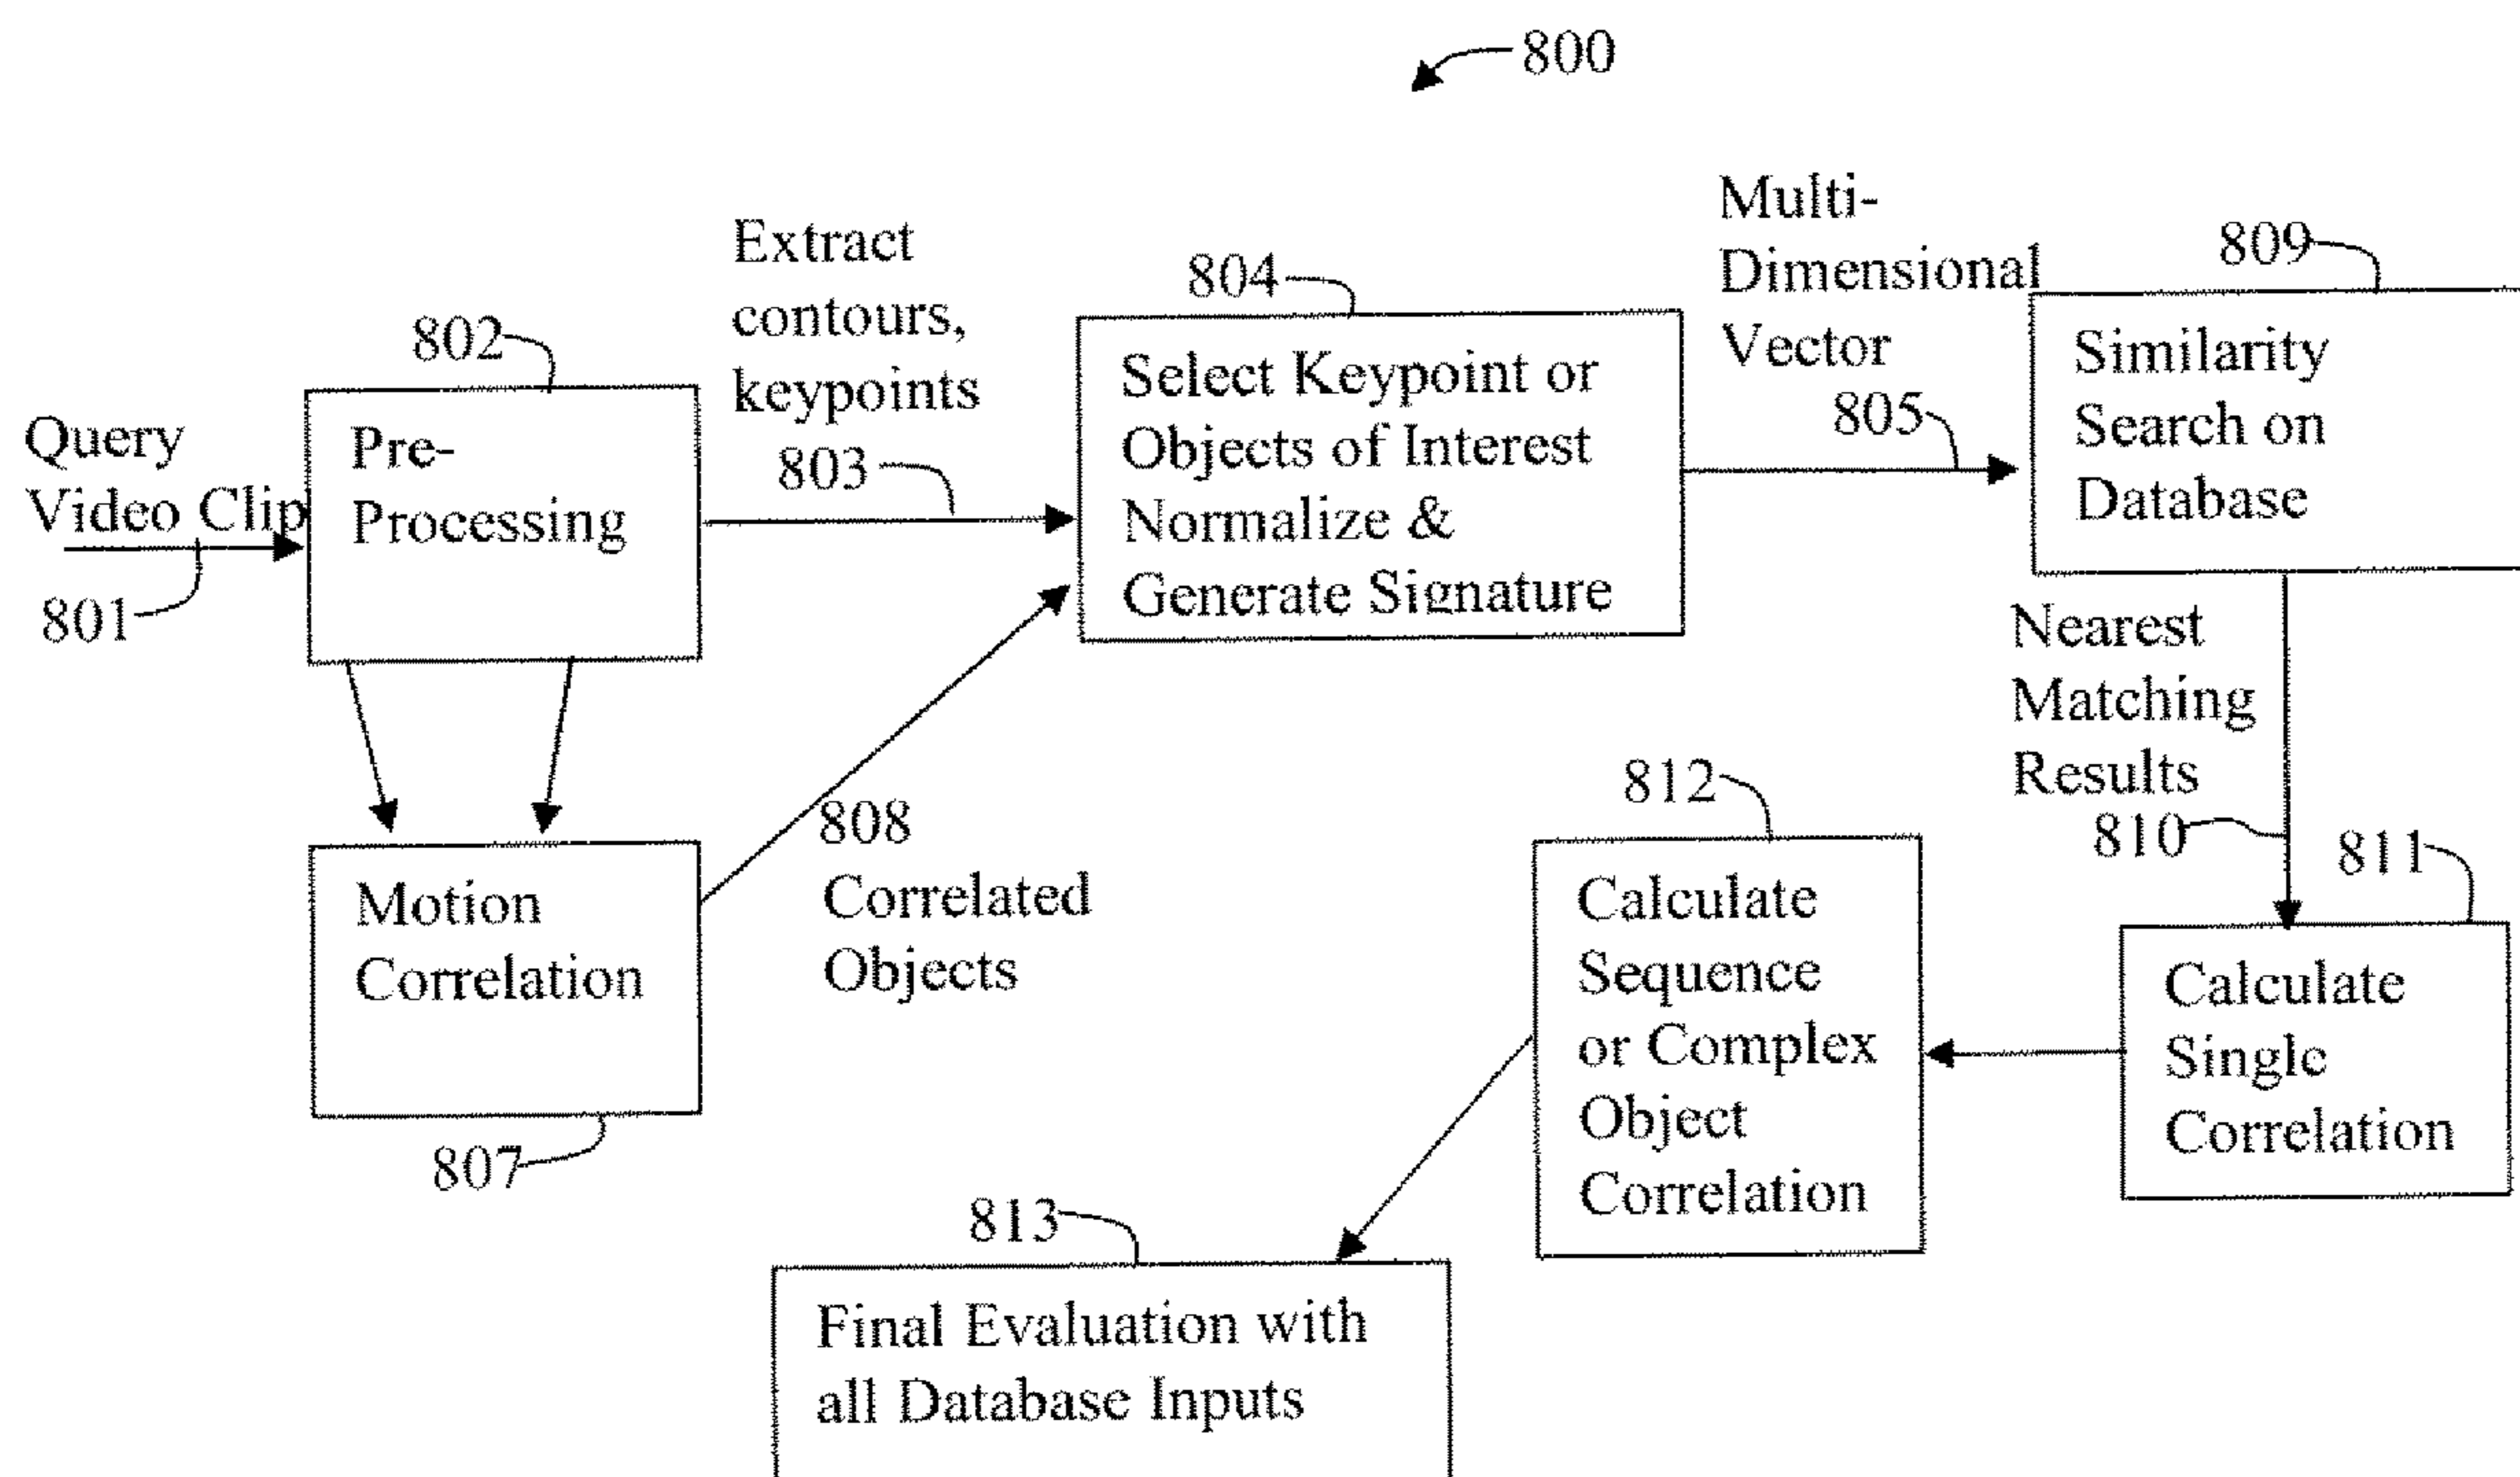 800
Query
Video Clip
801
802
Pre-
Processing
Extract
contours,
keypoints
803
804
Select Keypoint or
Objects of Interest
Normalize &
Generate Signature
Multi-
Dimensional
Vector
805
809
Similarity
Search on
Database
Motion
Correlation
807
808
Correlated
Objects
Nearest
Matching
Results
810
811
Calculate
Single
Correlation
812
Calculate
Sequence
or Complex
Object
Correlation
813
Final Evaluation with
all Database Inputs